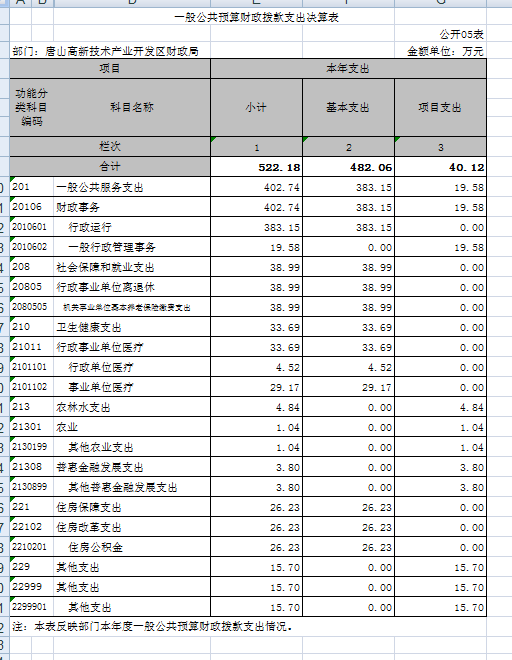 一般公共预算财政拨款支出决算表
公开05表
部门：唐山高新技术产业开发区财政局 金额单位：万元
项目 本年支出
功能分类科目编码 科目名称 小计 基本支出 项目支出
栏次 1 2 3
合计 522.18 482.06 40.12
201 一般公共服务支出 402.74 383.15 19.58
20106 财政事务 402.74 383.15 19.58
2010601 行政运行 383.15 383.15 0.00
2010602 一般行政管理事务 19.58 0.00 19.58
208 社会保障和就业支出 38.99 38.99 0.00
20805 行政事业单位离退休 38.99 38.99 0.00
2080505 机关事业单位基本养老保险缴费支出 38.99 38.99 0.00
210 卫生健康支出 33.69 33.69 0.00
21011 行政事业单位医疗 33.69 33.69 0.00
2101101 行政单位医疗 4.52 4.52 0.00
2101102 事业单位医疗 29.17 29.17 0.00
213 农林水支出 4.84 0.00 4.84
21301 农业 1.04 0.00 1.04
2130199 其他农业支出 1.04 0.00 1.04
21308 普惠金融发展支出 3.80 0.00 3.80
2130899 其他普惠金融发展支出 3.80 0.00 3.80
221 住房保障支出 26.23 26.23 0.00
22102 住房改革支出 26.23 26.23 0.00
2210201 住房公积金 26.23 26.23 0.00
229 其他支出 15.70 0.00 15.70
22999 其他支出 15.70 0.00 15.70
2299901 其他支出 15.70 0.00 15.70
注：本表反映部门本年度一般公共预算财政拨款支出情况。